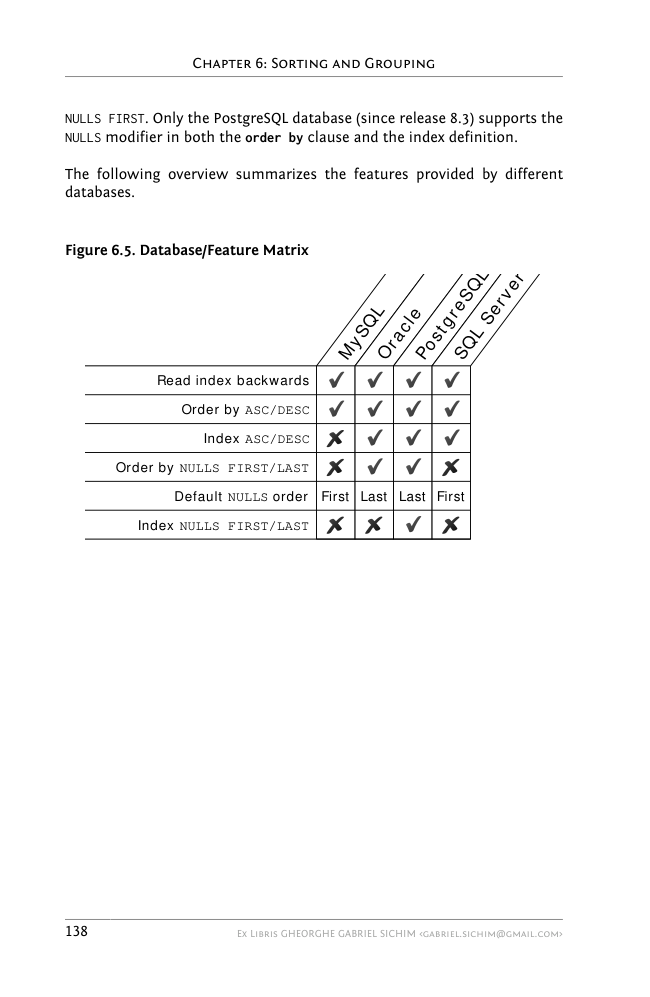 Chapter 6: Sorting and Grouping
NULLS FIRST. Only the PostgreSQL database (since release 8.3) supports the
NULLS modifier in both the order by clause and the index definition.
The following overview summarizes the features provided by different
databases.
Figure 6.5. Database/Feature Matrix
MySQL
Oracle
PostgreSQL
SQL Server
Read index backwards ✔ ✔ ✔ ✔
Order by ASC/DESC ✔ ✔ ✔ ✔
Index ASC/DESC ✘ ✔ ✔ ✔
Order by NULLS FIRST/LAST ✘ ✔ ✔ ✘
Default NULLS order First Last Last First
Index NULLS FIRST/LAST ✘ ✘ ✔ ✘
138 Ex Libris GHEORGHE GABRIEL SICHIM <gabriel.sichim@gmail.com>